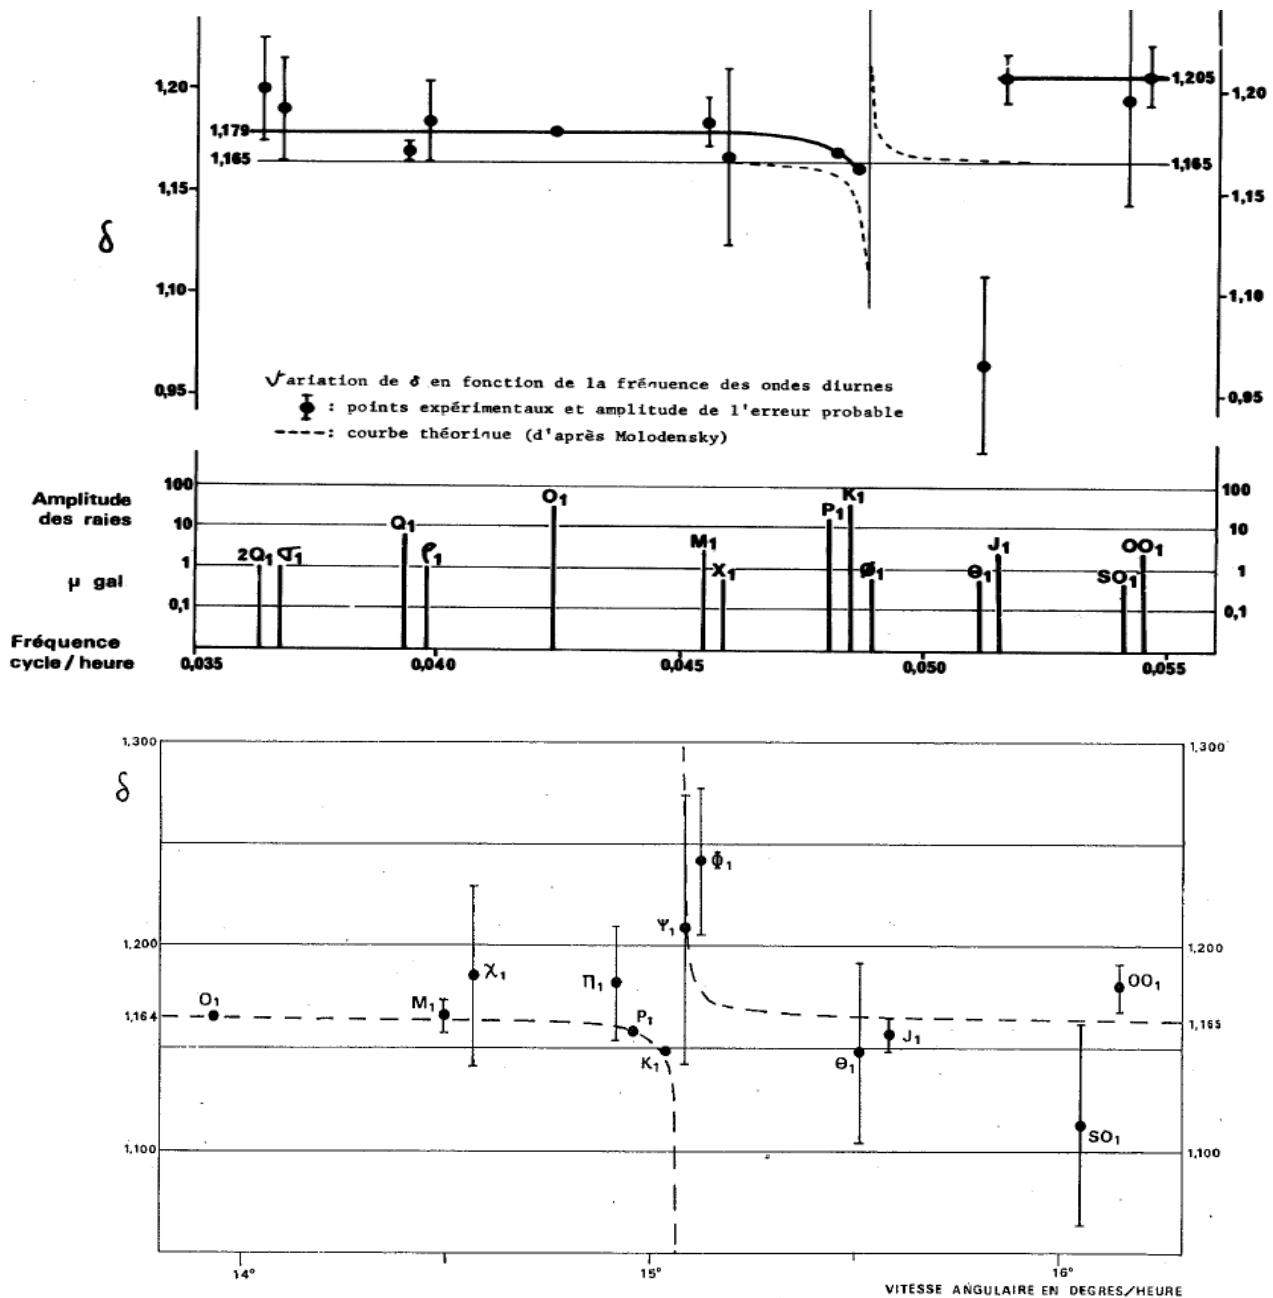 1,20
1,179
1,165
1,15
δ
1,10
0,95
1,205
1,20
1,165
1,15
1,10
0,95
Variation de δ en fonction de la fréquence des ondes diurnes
: points expérimentaux et amplitude de l'erreur probable
----: courbe théorique (d'après Molodensky)
Amplitude
des raies
μ gal
100
10
1
0,1
2Q₁ σ₁ Q₁ ρ₁ O₁ M₁ X₁ P₁ K₁ Ø₁ Θ₁ J₁ SO₁ OO₁
100
10
1
0,1
Fréquence
cycle/heure
0,035 0,040 0,045 0,050 0,055
δ
1,300
1,200
1,164
1,100
O₁ M₁ χ₁ Π₁ P₁ K₁ Ψ₁ Φ₁ Θ₁ J₁ SO₁ OO₁
1,300
1,200
1,165
1,100
14° 15° 16°
VITESSE ANGULAIRE EN DEGRES/HEURE